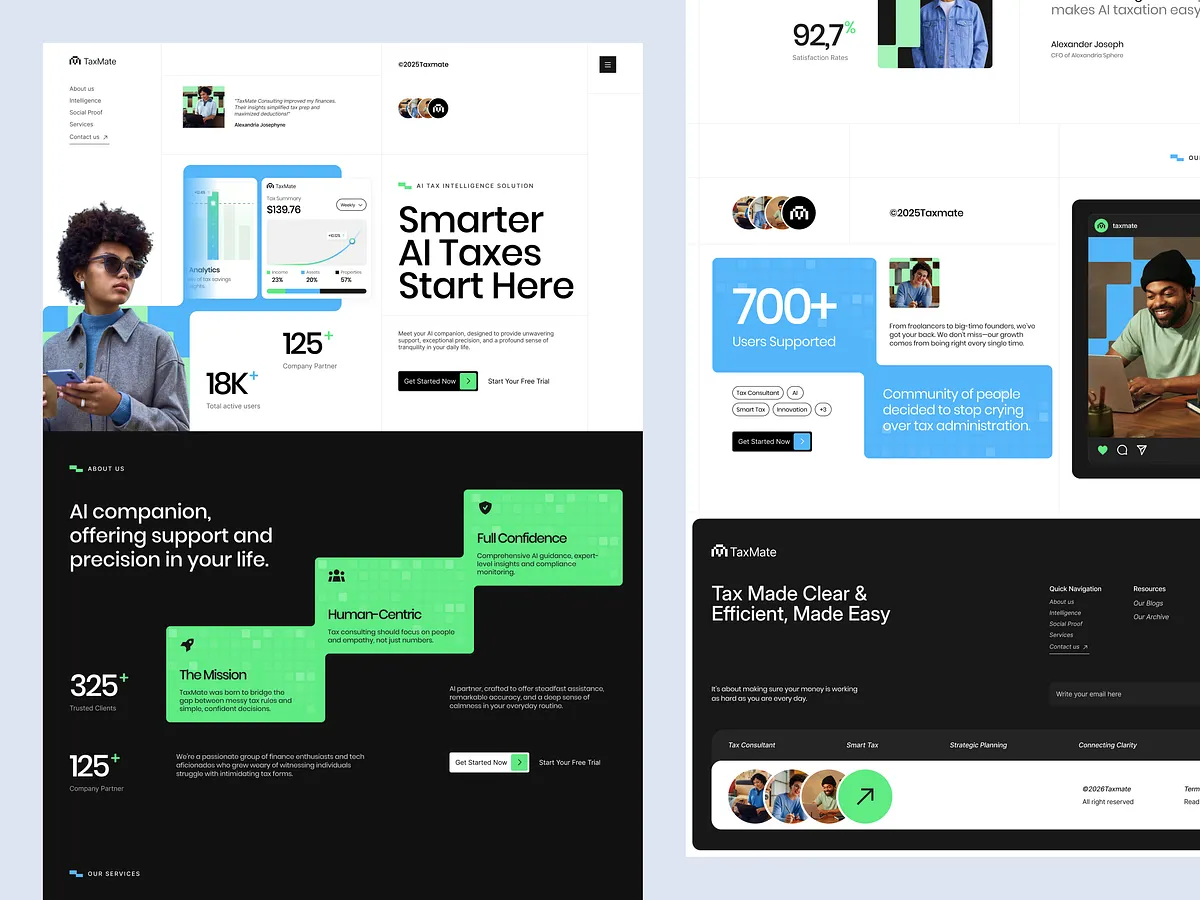 TaxMate
About us
Intelligence
Social Proof
Services
Contact us
"TaxMate Consulting improved my finances.
Their insights simplified tax prep and
maximized deductions!"
Alexandria Josephyne
©2025Taxmate
TaxMate
Tax Summary
$139.76
Weekly
Analytics
Income
Assets
Properties
23%
20%
57%
AI TAX INTELLIGENCE SOLUTION
Smarter
AI Taxes
Start Here
125+
Company Partner
18K+
Total active users
Meet your AI companion, designed to provide unwavering
support, exceptional precision, and a profound sense of
tranquility in your daily life.
Get Started Now
Start Your Free Trial
ABOUT US
AI companion,
offering support and
precision in your life.
Full Confidence
Comprehensive AI guidance, expert-
level insights and compliance
monitoring.
Human-Centric
Tax consulting should focus on people
and empathy, not just numbers.
The Mission
TaxMate was born to bridge the
gap between messy tax rules and
simple, confident decisions.
325+
Trusted Clients
125+
Company Partner
We're a passionate group of finance enthusiasts and tech
aficionados who grew weary of witnessing individuals
struggle with intimidating tax forms.
AI partner, crafted to offer steadfast assistance,
remarkable accuracy, and a deep sense of
calmness in your everyday routine.
Get Started Now
Start Your Free Trial
OUR SERVICES
92,7%
Satisfaction Rates
makes AI taxation easy
Alexander Joseph
CFO of Alexandria Sphere
©2025Taxmate
700+
Users Supported
From freelancers to big-time founders, we've
got your back. We don't miss—our growth
comes from being right every single time.
Tax Consultant
AI
Smart Tax
Innovation
+3
Get Started Now
Community of people
decided to stop crying
over tax administration.
taxmate
TaxMate
Tax Made Clear &
Efficient, Made Easy
Quick Navigation
About us
Intelligence
Social Proof
Services
Contact us
Resources
Our Blogs
Our Archive
It's about making sure your money is working
as hard as you are every day.
Write your email here
Tax Consultant
Smart Tax
Strategic Planning
Connecting Clarity
©2026Taxmate
All right reserved
Read